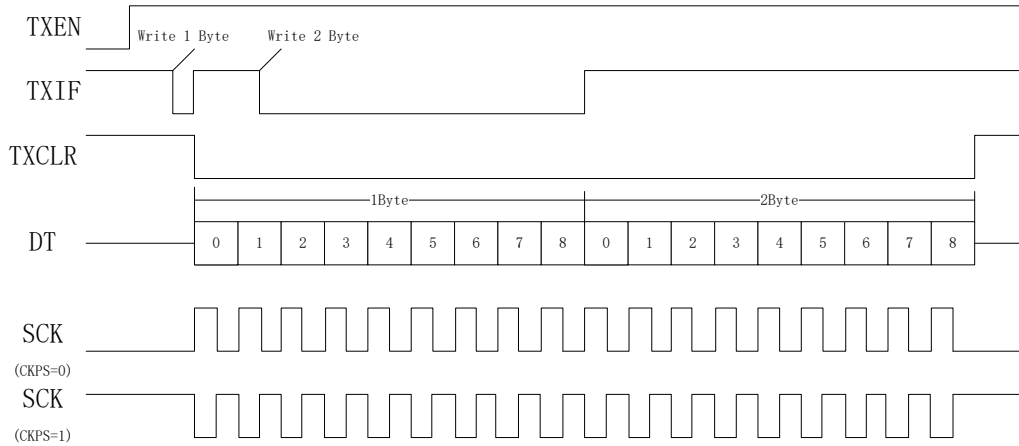 TXEN
Write 1 Byte
Write 2 Byte
TXIF
TXCLR
1Byte
2Byte
DT
0 1 2 3 4 5 6 7 8 0 1 2 3 4 5 6 7 8
SCK
(CKPS=0)
SCK
(CKPS=1)